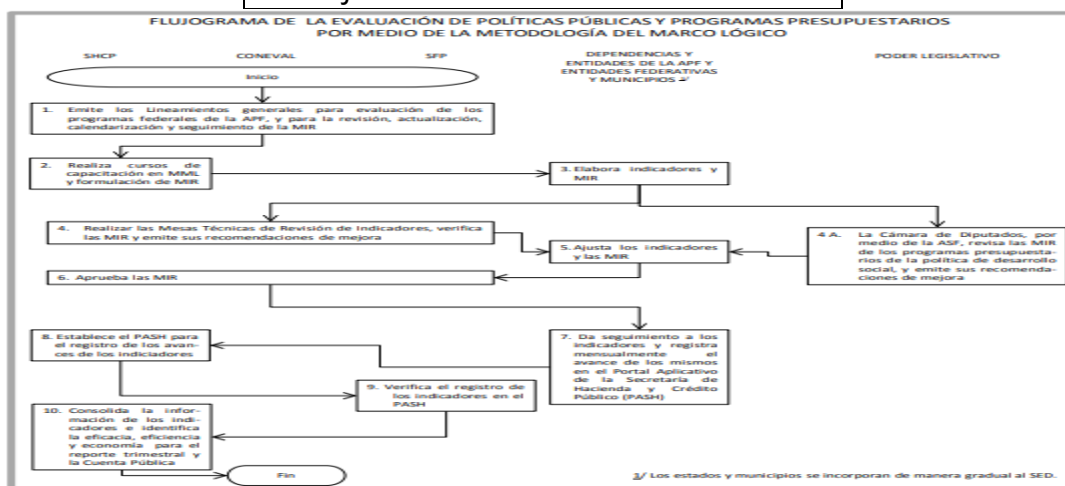 FLUJOGRAMA DE LA EVALUACIÓN DE POLÍTICAS PÚBLICAS Y PROGRAMAS PRESUPUESTARIOS
POR MEDIO DE LA METODOLOGÍA DEL MARCO LÓGICO
SHCP
CONEVAL
SFP
DEPENDENCIAS Y
ENTIDADES DE LA APF Y
ENTIDADES FEDERATIVAS
Y MUNICIPIOS 1/
PODER LEGISLATIVO
Inicio
1. Emite los Lineamientos generales para evaluación de los
programas federales de la APF, y para la revisión, actualización,
calendarización y seguimiento de la MIR
2. Realiza cursos de
capacitación en MML
y formulación de MIR
3. Elabora indicadores y
MIR
4. Realizar las Mesas Técnicas de Revisión de Indicadores, verifica
las MIR y emite sus recomendaciones de mejora
5. Ajusta los indicadores
y las MIR
4 A. La Cámara de Diputados, por
medio de la ASF, revisa las MIR
de los programas presupuesta-
rios de la política de desarrollo
social, y emite sus recomenda-
ciones de mejora
6. Aprueba las MIR
7. Da seguimiento a los
indicadores y registra
mensualmente el
avance de los mismos
en el Portal Aplicativo
de la Secretaría de
Hacienda y Crédito
Público (PASH)
8. Establece el PASH para
el registro de los avan-
ces de los indiciadores
9. Verifica el registro de
los indicadores en el
PASH
10. Consolida la infor-
mación de los indi-
cadores e identifica
la eficacia, eficiencia
y economía para el
reporte trimestral y
la Cuenta Pública
Fin
1/ Los estados y municipios se incorporan de manera gradual al SED.